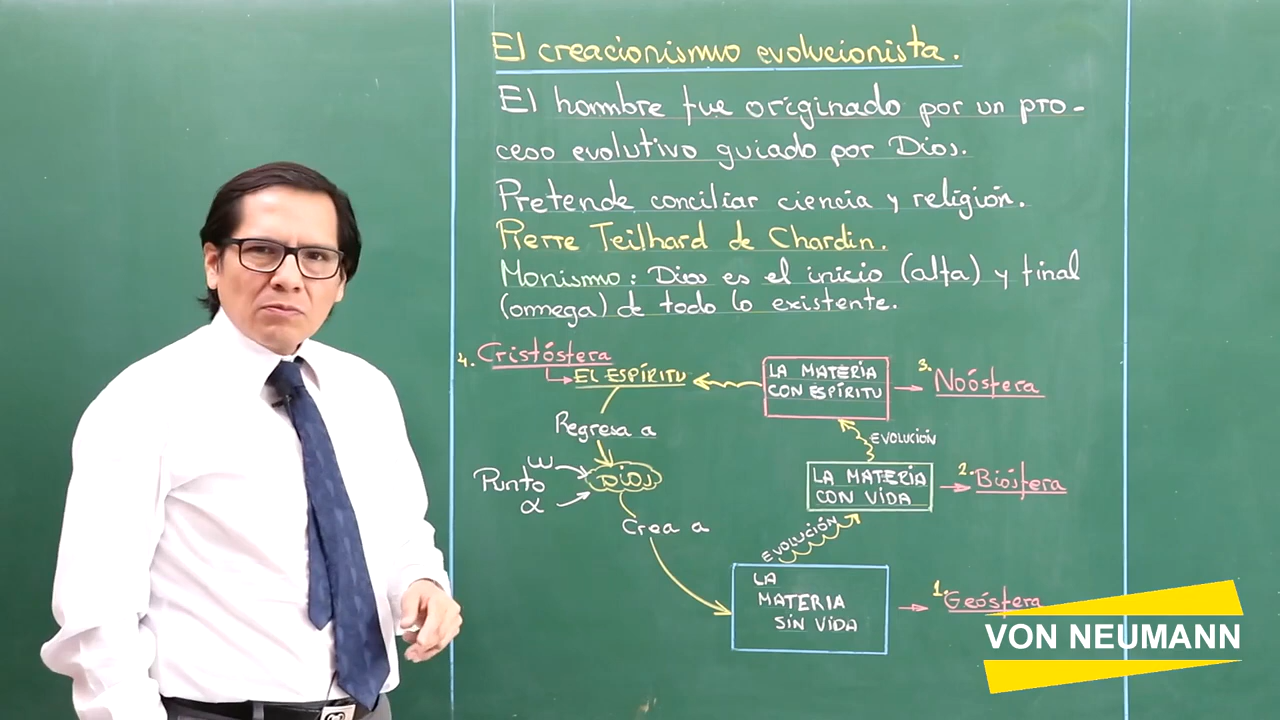 El creacionismo evolucionista.
El hombre fue originado por un pro-
ceso evolutivo guiado por Dios.
Pretende conciliar ciencia y religión.
Pierre Teilhard de Chardin.
Monismo: Dios es el inicio (alfa) y final
(omega) de todo lo existente.
4. Cristósfera
EL ESPÍRITU
LA MATERIA
CON ESPÍRITU
3. Noósfera
Regresa a
EVOLUCIÓN
Punto
ω
α
DIOS
LA MATERIA
CON VIDA
2. Biósfera
Crea a
EVOLUCIÓN
LA
MATERIA
SIN VIDA
1. Geósfera
VON NEUMANN